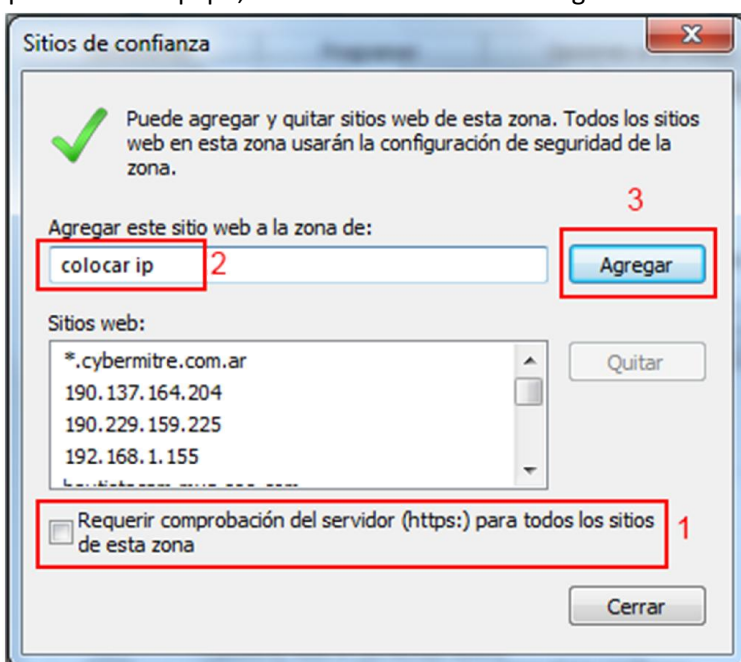 Sitios de confianza
Puede agregar y quitar sitios web de esta zona. Todos los sitios
web en esta zona usarán la configuración de seguridad de la
zona.
3
Agregar este sitio web a la zona de:
colocar ip 2 Agregar
Sitios web:
*.cybermitre.com.ar Quitar
190.137.164.204
190.229.159.225
192.168.1.155
Requerir comprobación del servidor (https:) para todos los sitios
de esta zona
1
Cerrar